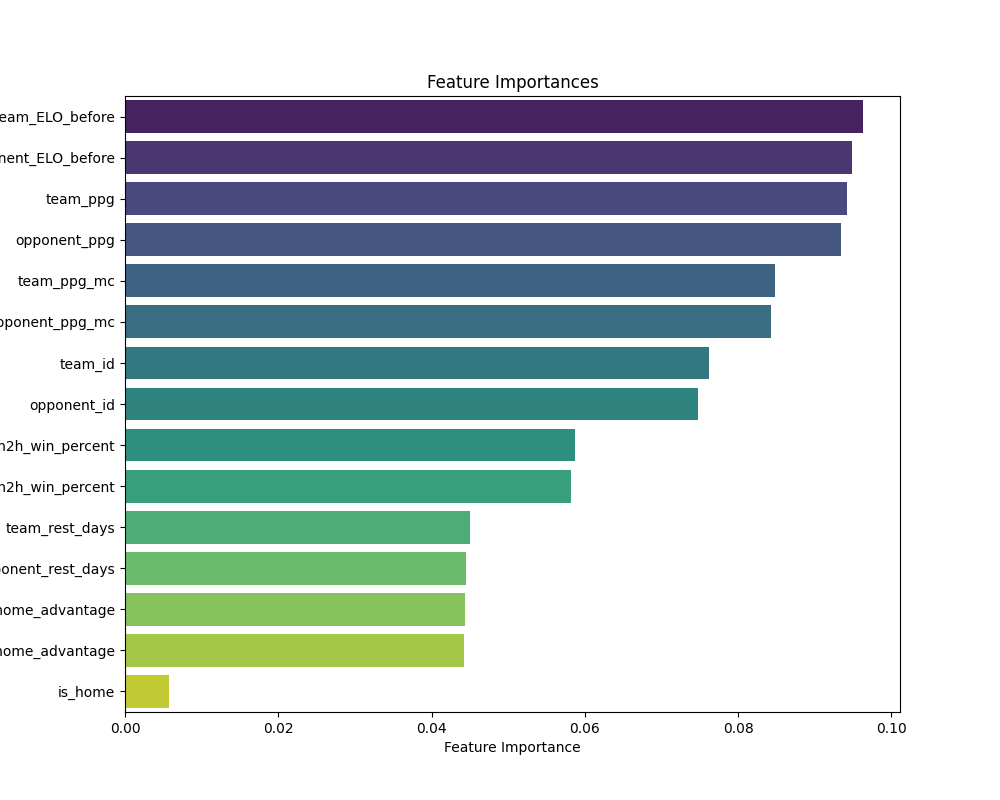 Feature Importances
eam_ELO_before
nent_ELO_before
team_ppg
opponent_ppg
team_ppg_mc
pponent_ppg_mc
team_id
opponent_id
h2h_win_percent
h2h_win_percent
team_rest_days
onent_rest_days
home_advantage
home_advantage
is_home
0.00 0.02 0.04 0.06 0.08 0.10
Feature Importance